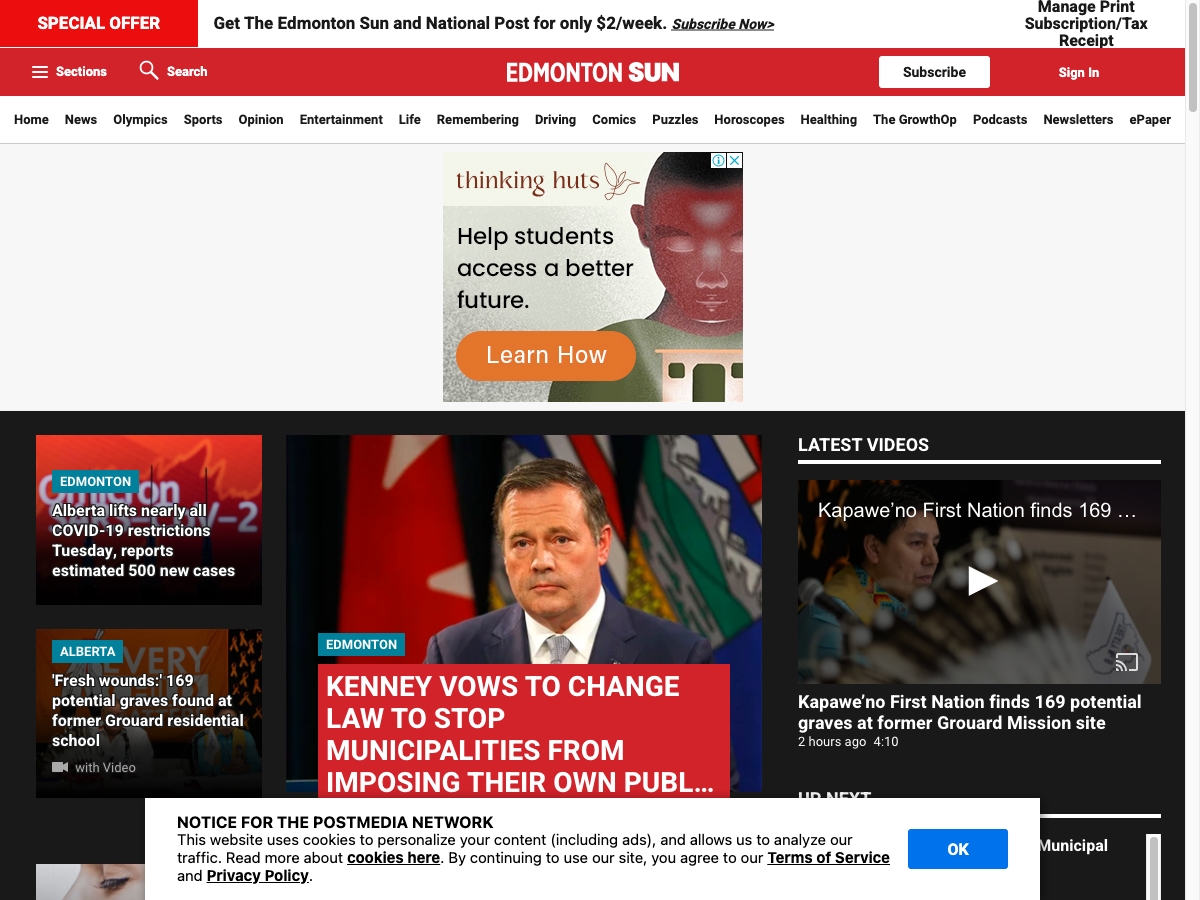 SPECIAL OFFER
Get The Edmonton Sun and National Post for only $2/week. Subscribe Now>
Manage Print
Subscription/Tax
Receipt
Sections
Search
EDMONTON SUN
Subscribe
Sign In
Home News Olympics Sports Opinion Entertainment Life Remembering Driving Comics Puzzles Horoscopes Healthing The GrowthOp Podcasts Newsletters ePaper
thinking huts
Help students
access a better
future.
Learn How
EDMONTON
Omicron
Alberta lifts nearly all
COVID-19 restrictions
Tuesday, reports
estimated 500 new cases
ALBERTA
EVERY
'Fresh wounds:' 169
potential graves found at
former Grouard residential
school
with Video
EDMONTON
KENNEY VOWS TO CHANGE
LAW TO STOP
MUNICIPALITIES FROM
IMPOSING THEIR OWN PUBL...
LATEST VIDEOS
Kapawe’no First Nation finds 169 ...
Kapawe’no First Nation finds 169 potential
graves at former Grouard Mission site
2 hours ago 4:10
UP NEXT
Municipal
NOTICE FOR THE POSTMEDIA NETWORK
This website uses cookies to personalize your content (including ads), and allows us to analyze our
traffic. Read more about cookies here. By continuing to use our site, you agree to our Terms of Service
and Privacy Policy.
OK